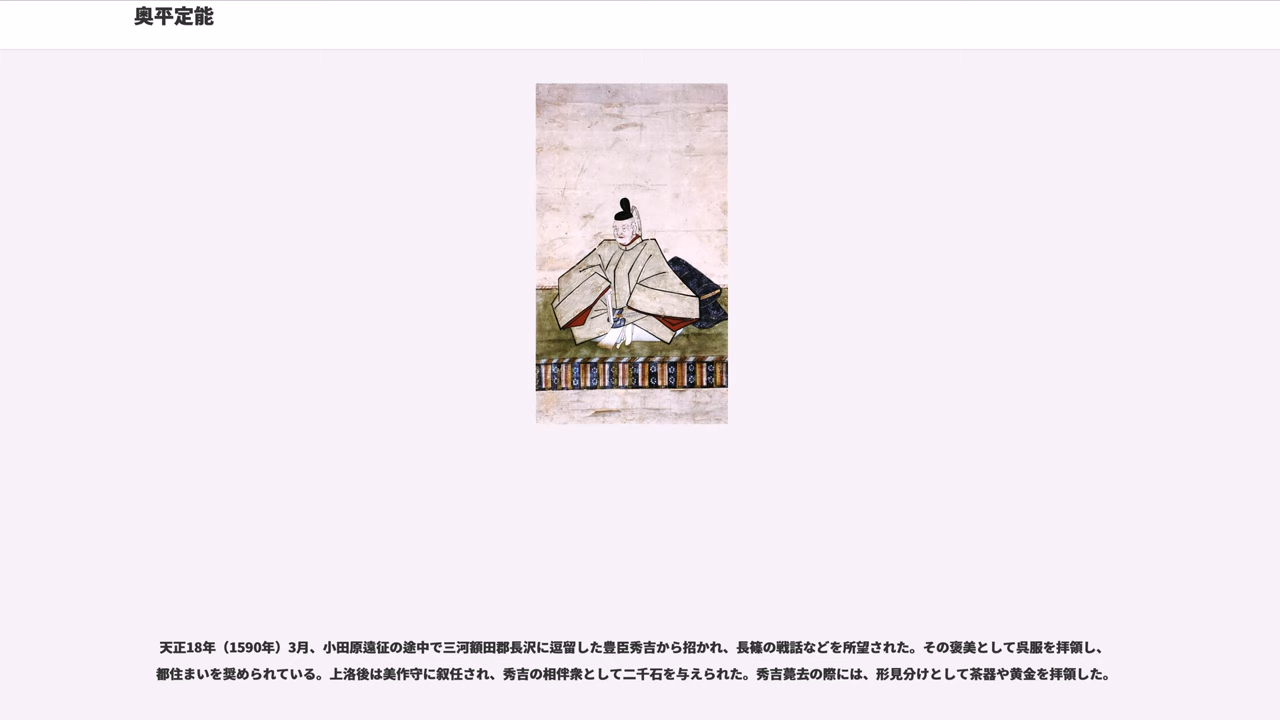 奥平定能
天正18年（1590年）3月、小田原遠征の途中で三河額田郡長沢に逗留した豊臣秀吉から招かれ、長篠の戦話などを所望された。その褒美として呉服を拝領し、
都住まいを奨められている。上洛後は美作守に叙任され、秀吉の相伴衆として二千石を与えられた。秀吉薨去の際には、形見分けとして茶器や黄金を拝領した。